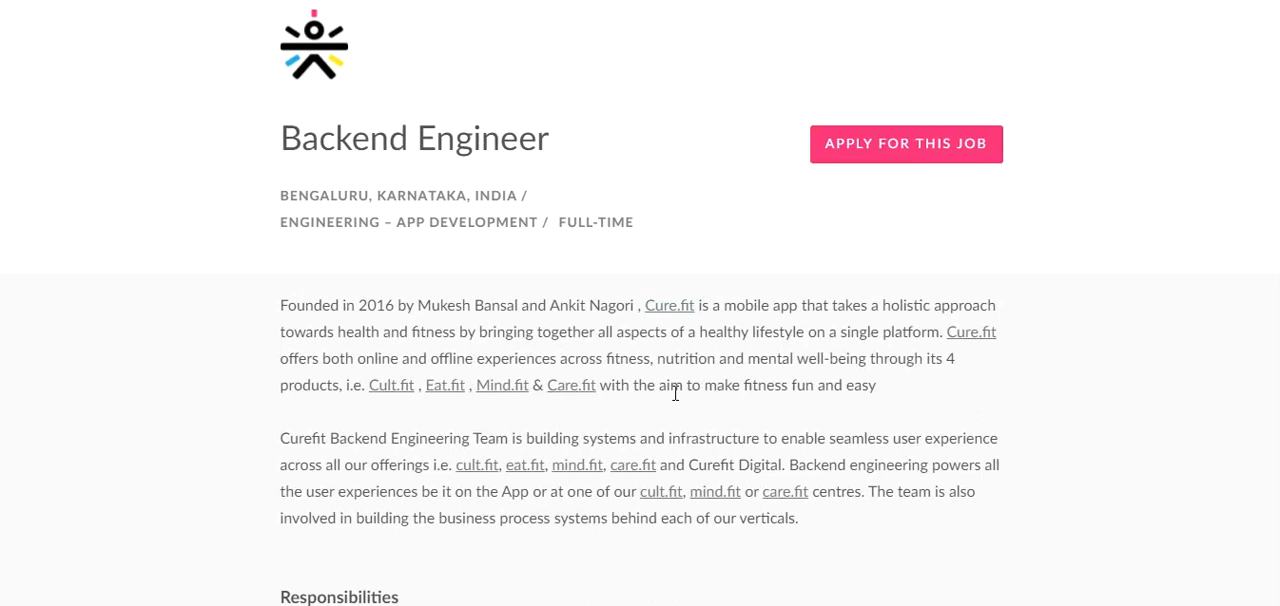 Backend Engineer
APPLY FOR THIS JOB
BENGALURU, KARNATAKA, INDIA /
ENGINEERING – APP DEVELOPMENT / FULL-TIME
Founded in 2016 by Mukesh Bansal and Ankit Nagori , Cure.fit is a mobile app that takes a holistic approach
towards health and fitness by bringing together all aspects of a healthy lifestyle on a single platform. Cure.fit
offers both online and offline experiences across fitness, nutrition and mental well-being through its 4
products, i.e. Cult.fit , Eat.fit , Mind.fit & Care.fit with the aim to make fitness fun and easy
Curefit Backend Engineering Team is building systems and infrastructure to enable seamless user experience
across all our offerings i.e. cult.fit, eat.fit, mind.fit, care.fit and Curefit Digital. Backend engineering powers all
the user experiences be it on the App or at one of our cult.fit, mind.fit or care.fit centres. The team is also
involved in building the business process systems behind each of our verticals.
Responsibilities